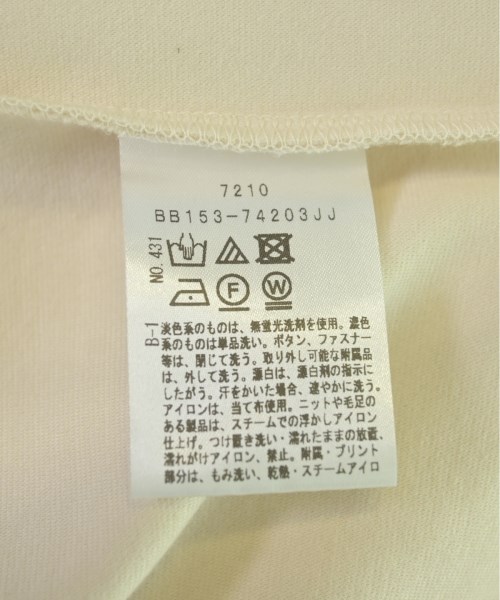 7210
BB153-74203JJ
NO.431
F
W
B-1
淡色系のものは、無蛍光洗剤を使用。濃色
系のものは単品洗い。ボタン、ファスナー
等は、閉じて洗う。取り外し可能な附属品
は、外して洗う。漂白は、漂白剤の指示に
したがう。汗をかいた場合、速やかに洗う。
アイロンは、当て布使用。ニットや毛足の
ある製品は、スチームでの浮かしアイロン
仕上げ。つけ置き洗い・濡れたままの放置、
濡れがけアイロン、禁止。附属・プリント
部分は、もみ洗い、乾熱・スチームアイロ